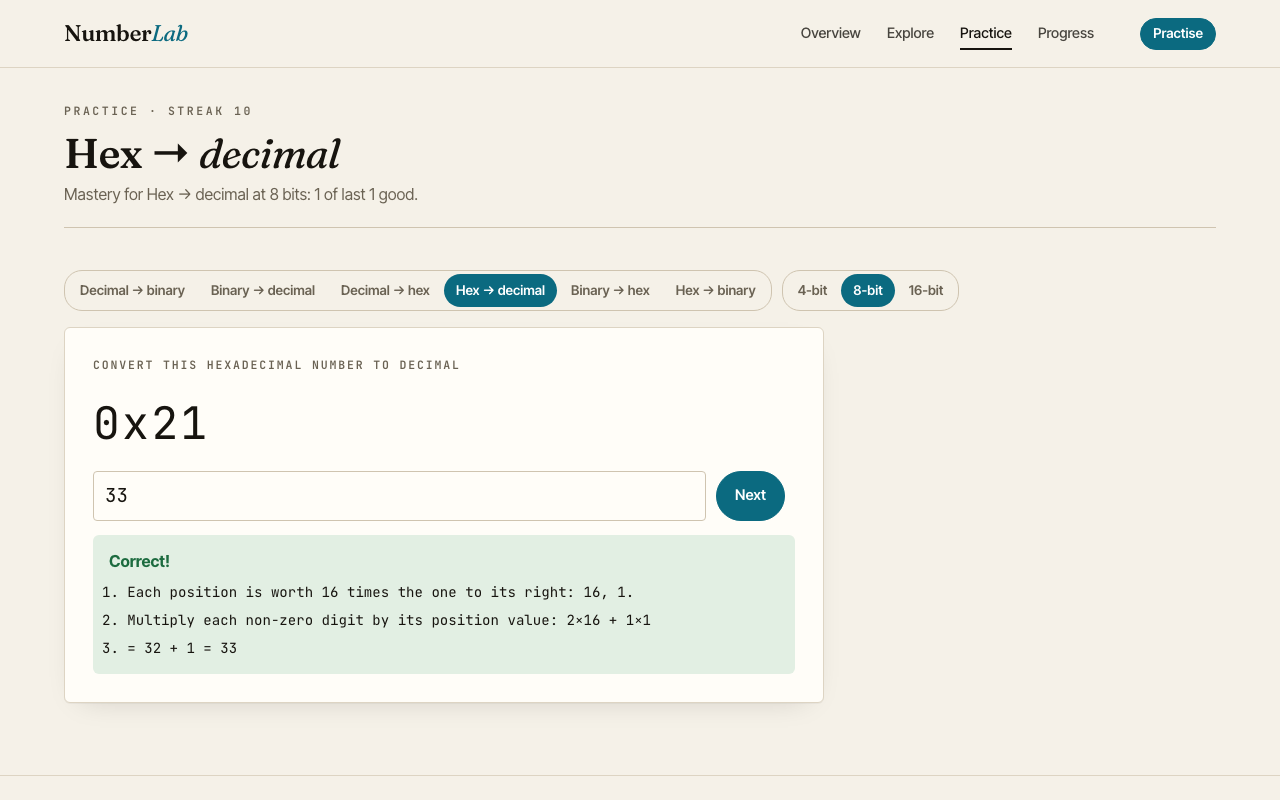 NumberLab
Overview Explore Practice Progress Practise
PRACTICE · STREAK 10
Hex → decimal
Mastery for Hex → decimal at 8 bits: 1 of last 1 good.
Decimal → binary Binary → decimal Decimal → hex Hex → decimal Binary → hex Hex → binary 4-bit 8-bit 16-bit
CONVERT THIS HEXADECIMAL NUMBER TO DECIMAL
0x21
33 Next
Correct!
1. Each position is worth 16 times the one to its right: 16, 1.
2. Multiply each non-zero digit by its position value: 2×16 + 1×1
3. = 32 + 1 = 33